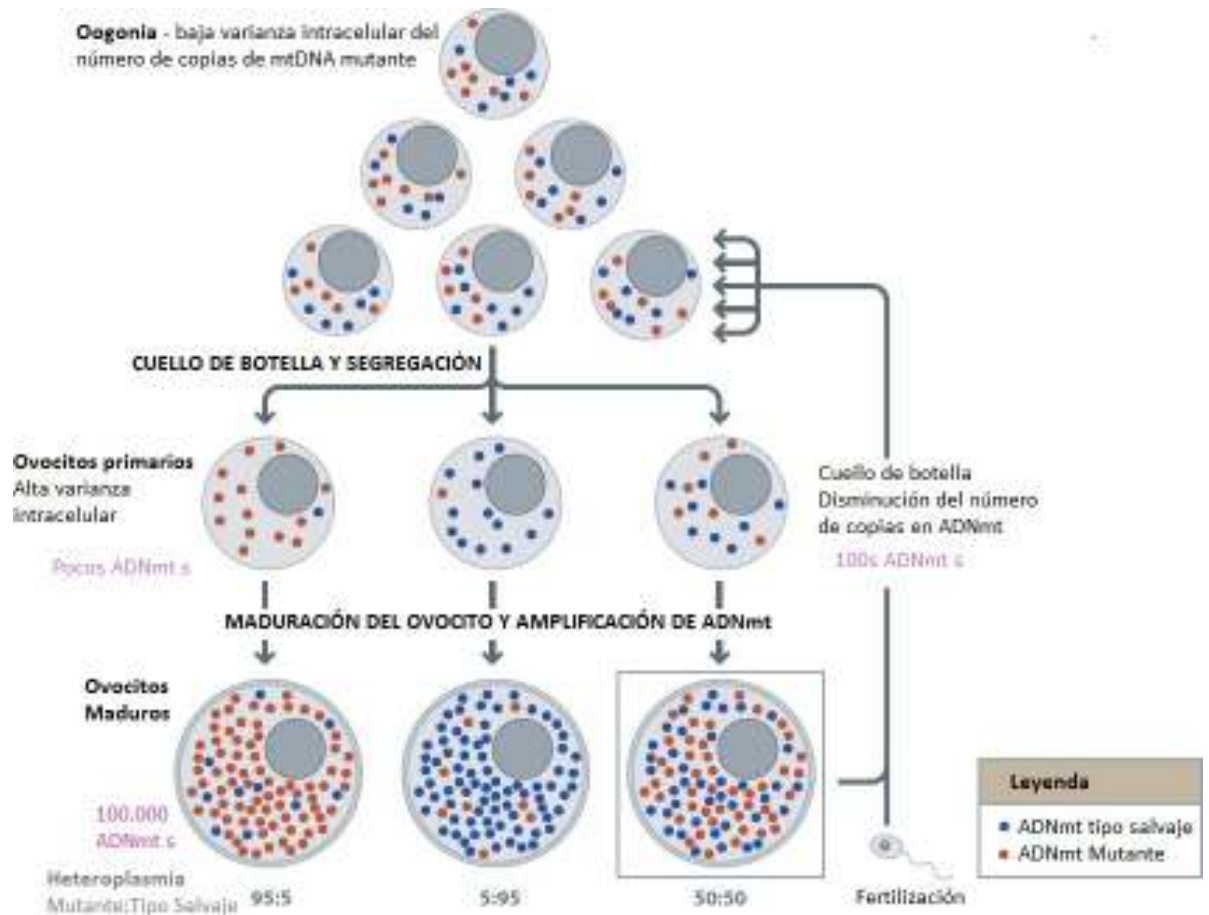 Oogonia - baja varianza intracelular del
número de copias de mtDNA mutante
CUELLO DE BOTELLA Y SEGREGACIÓN
Ovocitos primarios
Alta varianza
intracelular
Pocos ADNmt s
Cuello de botella
Disminución del número
de copias en ADNmt
100s ADNmt s
MADURACIÓN DEL OVOCITO Y AMPLIFICACIÓN DE ADNmt
Ovocitos
Maduros
100.000
ADNmt s
Heteroplasmia
Mutante:Tipo Salvaje
95:5
5:95
50:50
Fertilización
Leyenda
ADNmt tipo salvaje
ADNmt Mutante